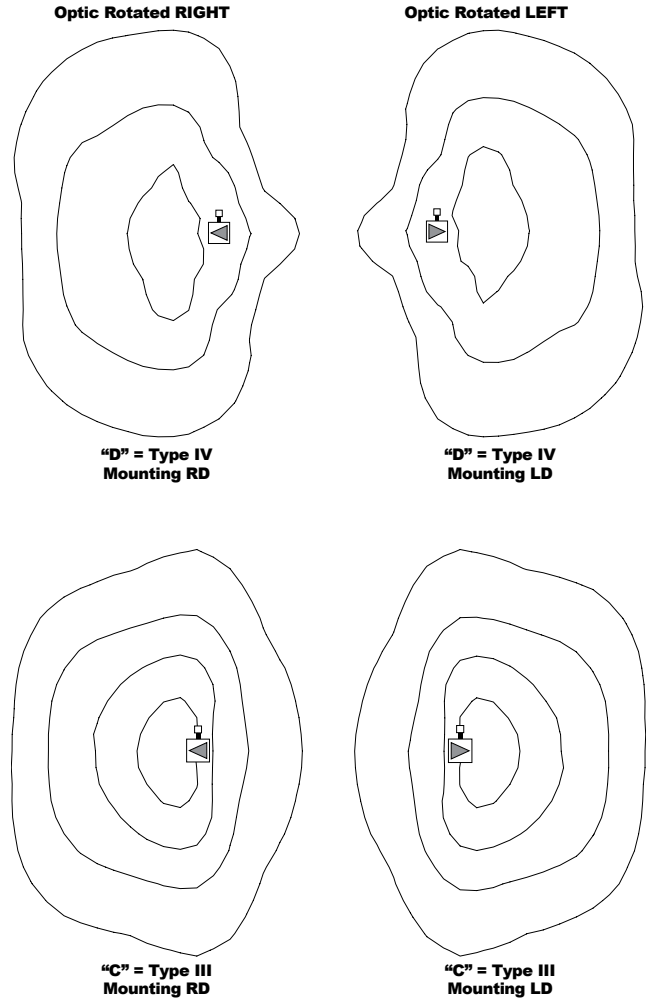 Optic Rotated RIGHT
Optic Rotated LEFT
“D” = Type IV
Mounting RD
“D” = Type IV
Mounting LD
“C” = Type III
Mounting RD
“C” = Type III
Mounting LD